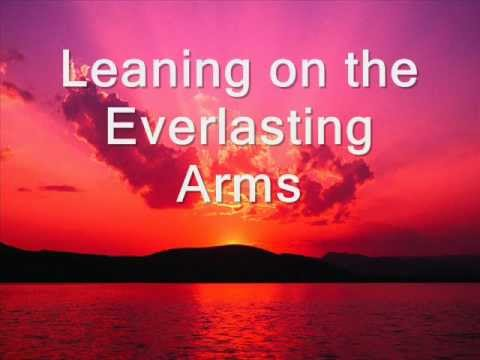 Leaning on the
Everlasting
Arms